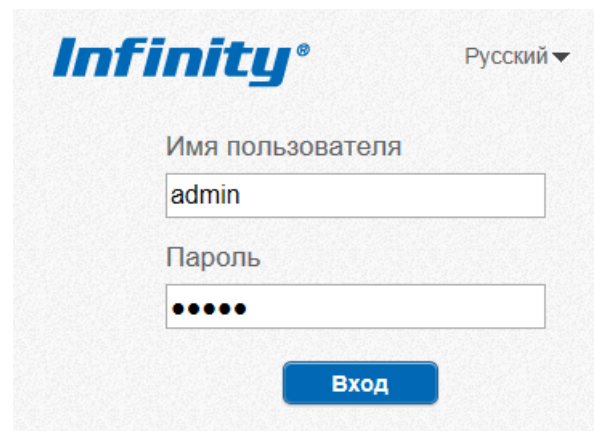 Infinity® Русский
Имя пользователя
admin
Пароль
•••••
Вход